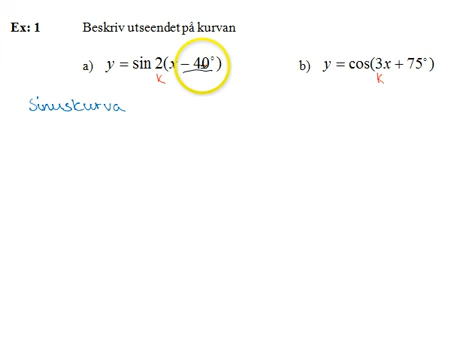 Ex: 1 Beskriv utseendet på kurvan
a) y = sin 2(x − 40°) b) y = cos(3x + 75°)
K K
Sinuskurva